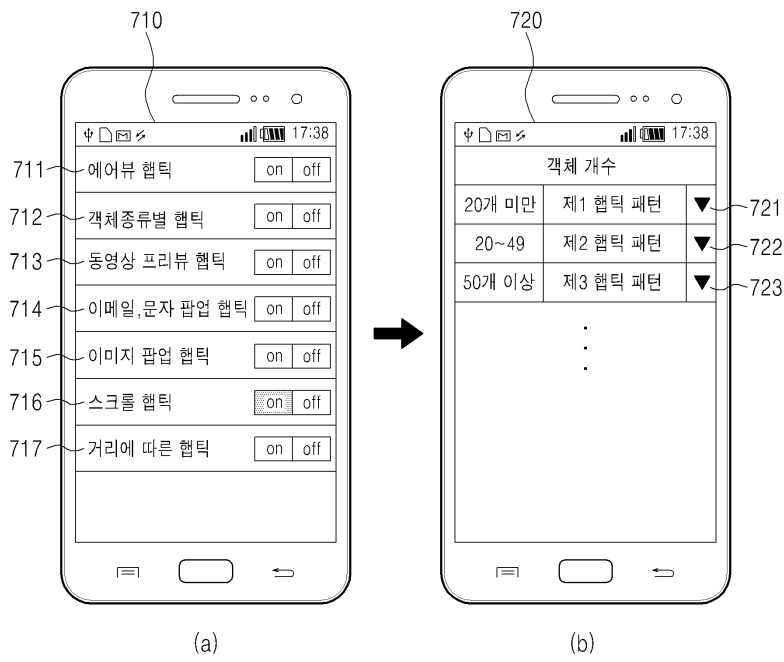 710
17:38
711 에어뷰 햅틱 on off
712 객체종류별 햅틱 on off
713 동영상 프리뷰 햅틱 on off
714 이메일,문자 팝업 햅틱 on off
715 이미지 팝업 햅틱 on off
716 스크롤 햅틱 on off
717 거리에 따른 햅틱 on off
(a)
720
17:38
객체 개수
20개 미만 제1 햅틱 패턴 ▼ 721
20~49 제2 햅틱 패턴 ▼ 722
50개 이상 제3 햅틱 패턴 ▼ 723
(b)